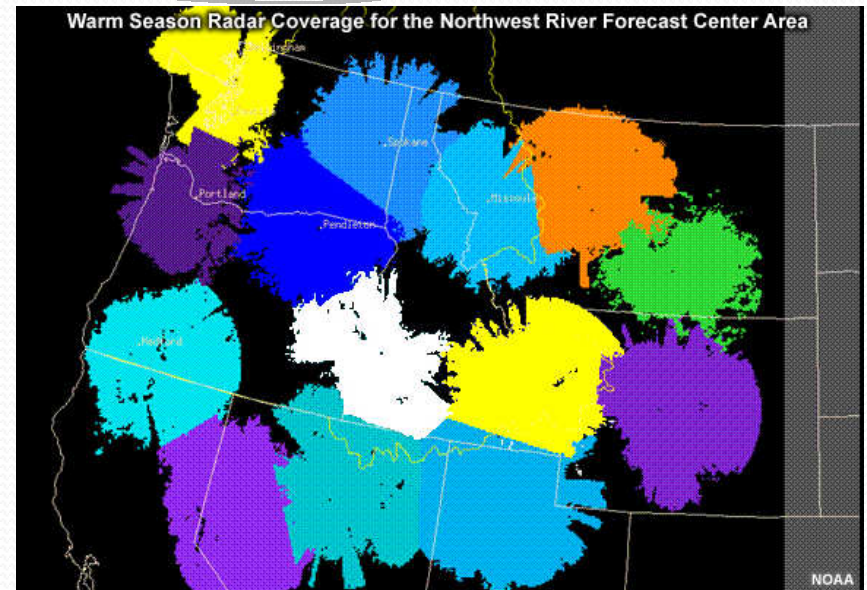 Warm Season Radar Coverage for the Northwest River Forecast Center Area
Spokane
Missoula
Portland
Pendleton
Medford
NOAA